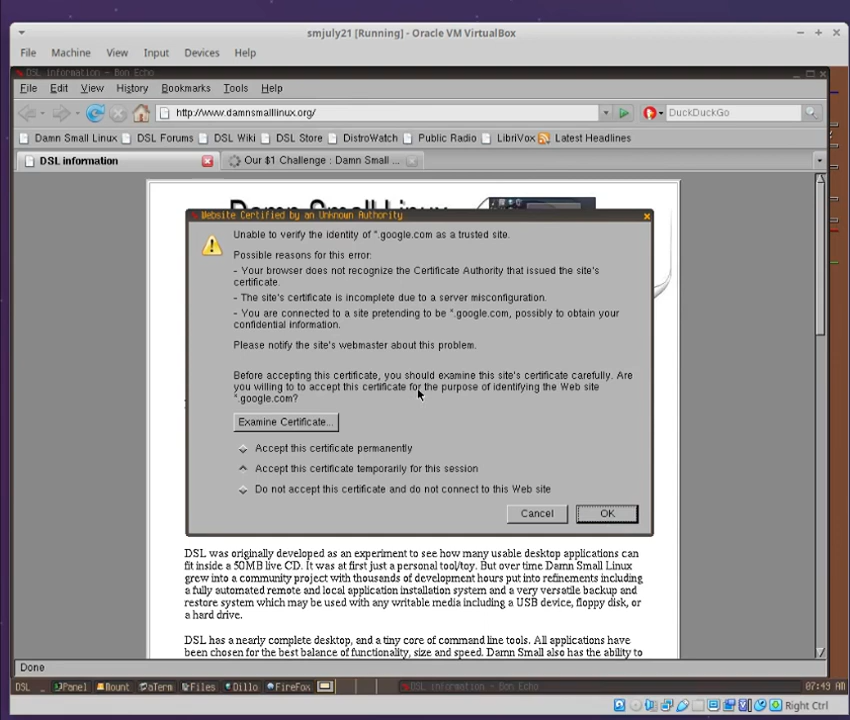 smjuly21 [Running] - Oracle VM VirtualBox
File Machine View Input Devices Help
DSL information - Bon Echo
File Edit View History Bookmarks Tools Help
http://www.damnsmalllinux.org/ DuckDuckGo
Damn Small Linux DSL Forums DSL Wiki DSL Store DistroWatch Public Radio LibriVox Latest Headlines
DSL information Our $1 Challenge : Damn Small ...
Damn Small Linux
Website Certified by an Unknown Authority
Unable to verify the identity of *.google.com as a trusted site.
Possible reasons for this error:
- Your browser does not recognize the Certificate Authority that issued the site's
certificate.
- The site's certificate is incomplete due to a server misconfiguration.
- You are connected to a site pretending to be *.google.com, possibly to obtain your
confidential information.
Please notify the site's webmaster about this problem.
Before accepting this certificate, you should examine this site's certificate carefully. Are
you willing to to accept this certificate for the purpose of identifying the Web site
*.google.com?
Examine Certificate...
Accept this certificate permanently
Accept this certificate temporarily for this session
Do not accept this certificate and do not connect to this Web site
Cancel OK
DSL was originally developed as an experiment to see how many usable desktop applications can
fit inside a 50MB live CD. It was at first just a personal tool/toy. But over time Damn Small Linux
grew into a community project with thousands of development hours put into refinements including
a fully automated remote and local application installation system and a very versatile backup and
restore system which may be used with any writable media including a USB device, floppy disk, or
a hard drive.
DSL has a nearly complete desktop, and a tiny core of command line tools. All applications have
been chosen for the best balance of functionality, size and speed. Damn Small also has the ability to
Done
DSL _ Panel Mount aTerm Files Dillo FireFox DSL information - Bon Echo 07:49 AM
Right Ctrl